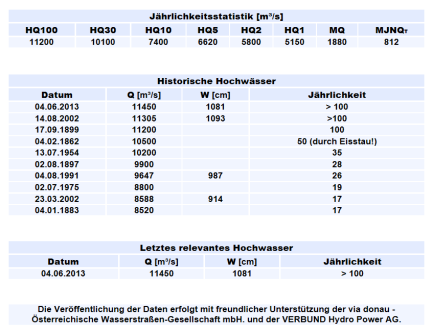 Jährlichkeitsstatistik [m³/s]
HQ100 HQ30 HQ10 HQ5 HQ2 HQ1 MQ MJNQT
11200 10100 7400 6620 5800 5150 1880 812
Historische Hochwässer
Datum Q [m³/s] W [cm] Jährlichkeit
04.06.2013 11450 1081 > 100
14.08.2002 11305 1093 >100
17.09.1899 11200 100
04.02.1862 10500 50 (durch Eisstau!)
13.07.1954 10200 35
02.08.1897 9900 28
04.08.1991 9647 987 26
02.07.1975 8800 19
23.03.2002 8588 914 17
04.01.1883 8520 17
Letztes relevantes Hochwasser
Datum Q [m³/s] W [cm] Jährlichkeit
04.06.2013 11450 1081 > 100
Die Veröffentlichung der Daten erfolgt mit freundlicher Unterstützung der via donau -
Österreichische Wasserstraßen-Gesellschaft mbH. und der VERBUND Hydro Power AG.